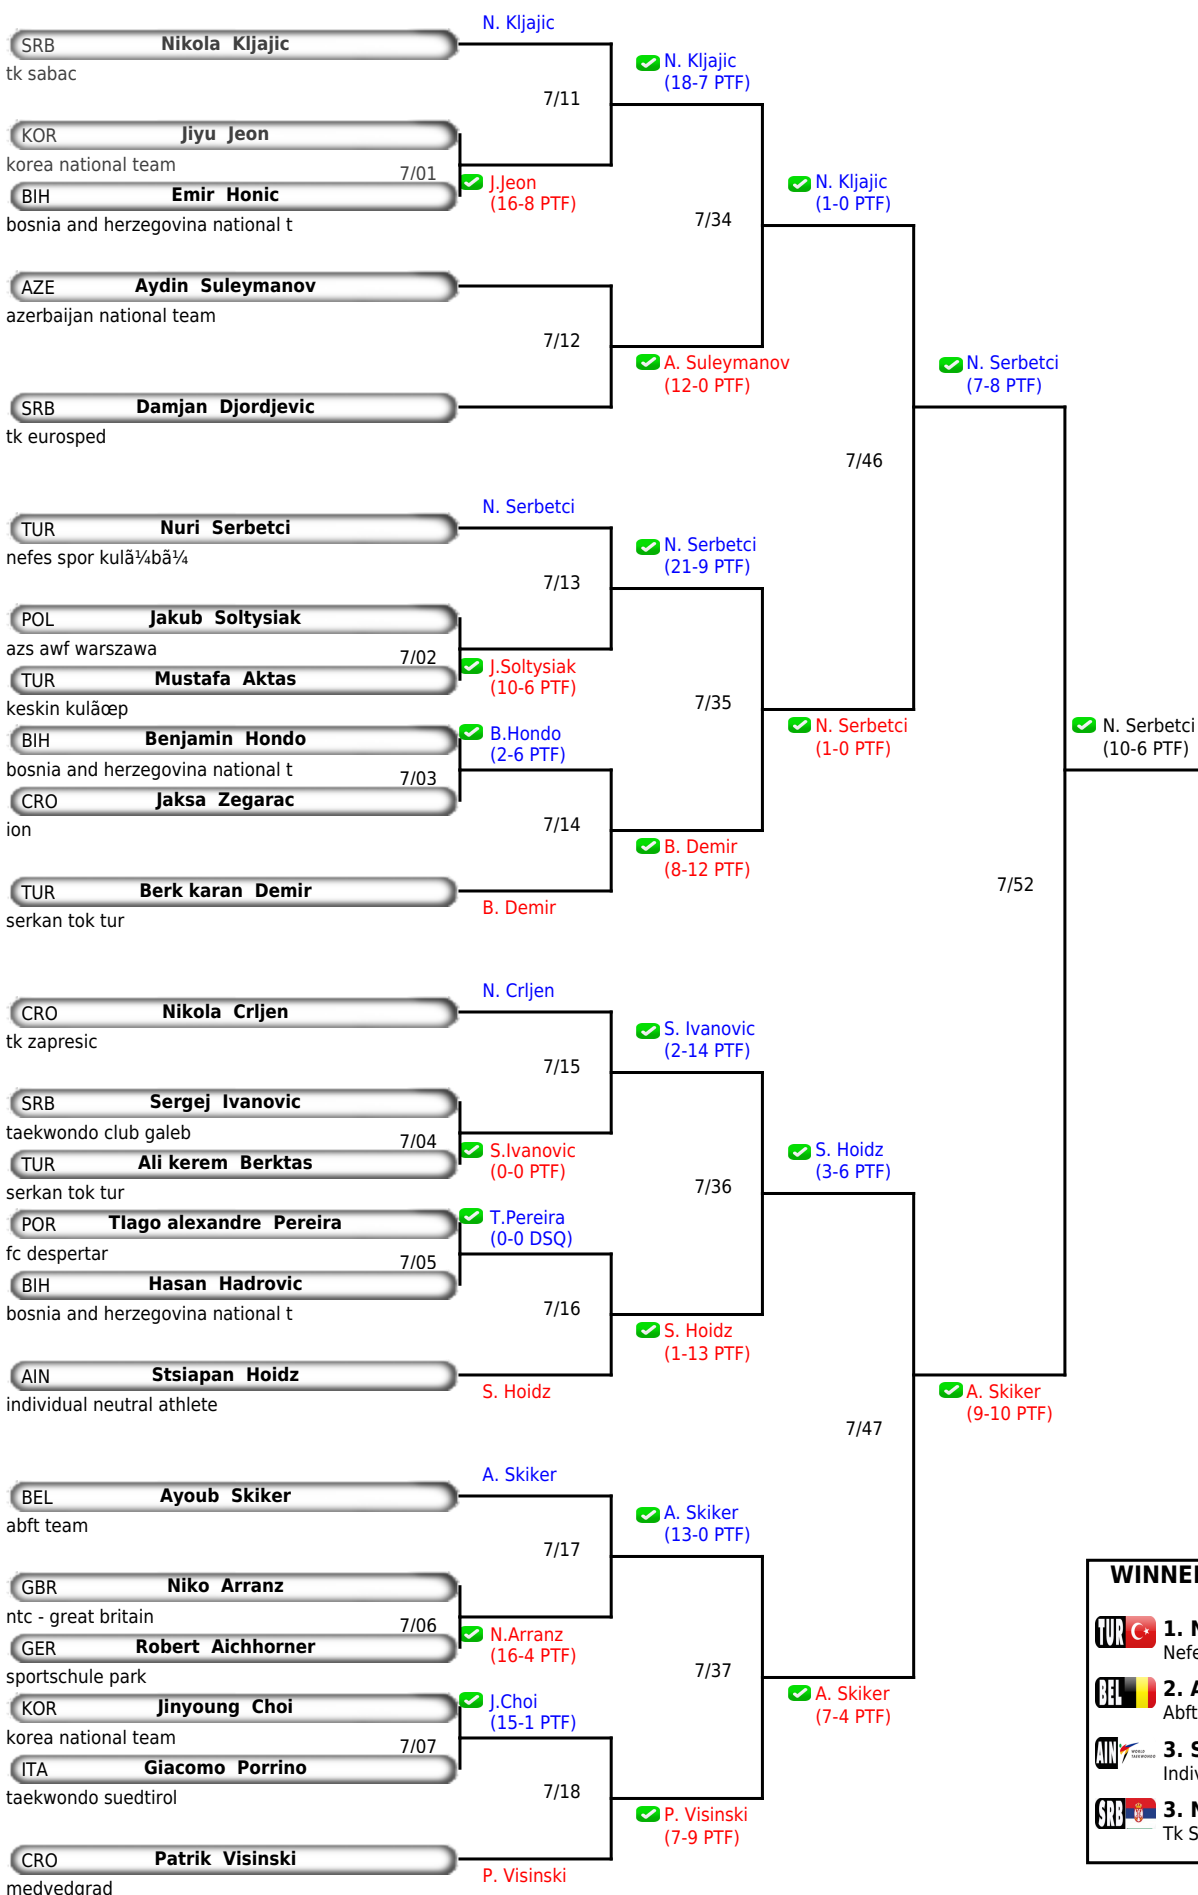 N. Kljajic
SRB Nikola Kljajic
tk sabac
N. Kljajic
(18-7 PTF)
7/11
KOR Jiyu Jeon
korea national team
7/01
J.Jeon
(16-8 PTF)
BIH Emir Honic
bosnia and herzegovina national t
N. Kljajic
(1-0 PTF)
7/34
AZE Aydin Suleymanov
azerbaijan national team
7/12
A. Suleymanov
(12-0 PTF)
SRB Damjan Djordjevic
tk eurosped
N. Serbetci
(7-8 PTF)
7/46
N. Serbetci
TUR Nuri Serbetci
nefes spor kulã¼bã¼
N. Serbetci
(21-9 PTF)
7/13
POL Jakub Soltysiak
azs awf warszawa
7/02
J.Soltysiak
(10-6 PTF)
TUR Mustafa Aktas
keskin kulãœp
7/35
BIH Benjamin Hondo
bosnia and herzegovina national t
B.Hondo
(2-6 PTF)
7/03
CRO Jaksa Zegarac
ion
N. Serbetci
(1-0 PTF)
N. Serbetci
(10-6 PTF)
7/14
B. Demir
(8-12 PTF)
TUR Berk karan Demir
serkan tok tur
B. Demir
7/52
N. Crljen
CRO Nikola Crljen
tk zapresic
S. Ivanovic
(2-14 PTF)
7/15
SRB Sergej Ivanovic
taekwondo club galeb
7/04
S.Ivanovic
(0-0 PTF)
TUR Ali kerem Berktas
serkan tok tur
S. Hoidz
(3-6 PTF)
7/36
POR TIago alexandre Pereira
fc despertar
T.Pereira
(0-0 DSQ)
7/05
BIH Hasan Hadrovic
bosnia and herzegovina national t
7/16
S. Hoidz
(1-13 PTF)
AIN Stsiapan Hoidz
individual neutral athlete
S. Hoidz
A. Skiker
(9-10 PTF)
7/47
A. Skiker
BEL Ayoub Skiker
abft team
A. Skiker
(13-0 PTF)
7/17
GBR Niko Arranz
ntc - great britain
7/06
N.Arranz
(16-4 PTF)
GER Robert Aichhorner
sportschule park
7/37
KOR Jinyoung Choi
korea national team
J.Choi
(15-1 PTF)
7/07
ITA Giacomo Porrino
taekwondo suedtirol
A. Skiker
(7-4 PTF)
7/18
P. Visinski
(7-9 PTF)
CRO Patrik Visinski
medvedgrad
P. Visinski
WINNE
TUR 1. N
Nefe
BEL 2. A
Abft
AIN 3. S
Indiv
SRB 3. N
Tk S